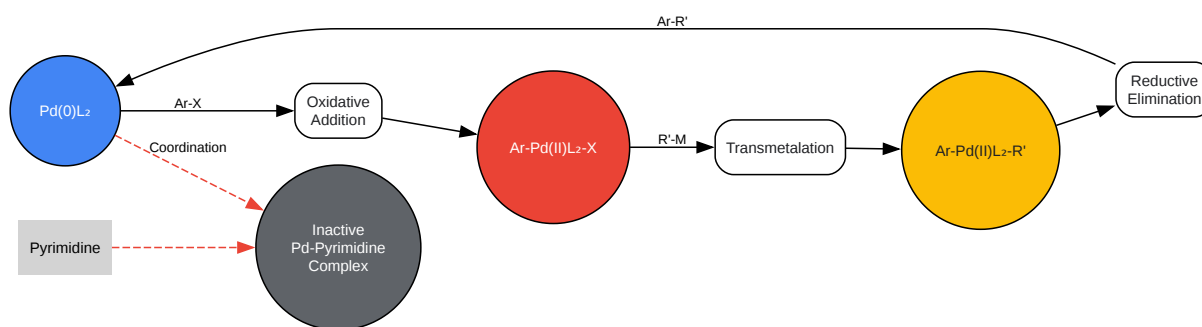 Ar-R'
Pd(0)L₂
Ar-X
Oxidative
Addition
Coordination
Ar-Pd(II)L₂-X
R'-M
Transmetalation
Ar-Pd(II)L₂-R'
Reductive
Elimination
Pyrimidine
Inactive
Pd-Pyrimidine
Complex